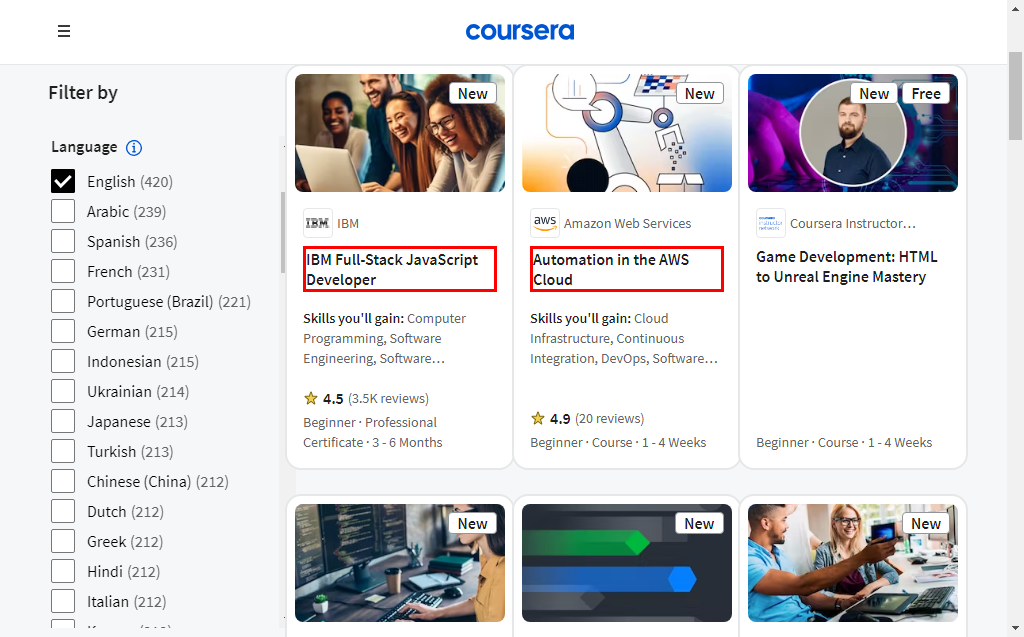 coursera
Filter by
Language
English (420)
Arabic (239)
Spanish (236)
French (231)
Portuguese (Brazil) (221)
German (215)
Indonesian (215)
Ukrainian (214)
Japanese (213)
Turkish (213)
Chinese (China) (212)
Dutch (212)
Greek (212)
Hindi (212)
Italian (212)
New
IBM
IBM
IBM Full-Stack JavaScript
Developer
Skills you'll gain: Computer
Programming, Software
Engineering, Software…
4.5 (3.5K reviews)
Beginner · Professional
Certificate · 3 - 6 Months
New
aws
Amazon Web Services
Automation in the AWS
Cloud
Skills you'll gain: Cloud
Infrastructure, Continuous
Integration, DevOps, Software…
4.9 (20 reviews)
Beginner · Course · 1 - 4 Weeks
New
Free
coursera
instructor
network
Coursera Instructor…
Game Development: HTML
to Unreal Engine Mastery
Beginner · Course · 1 - 4 Weeks
New
New
New